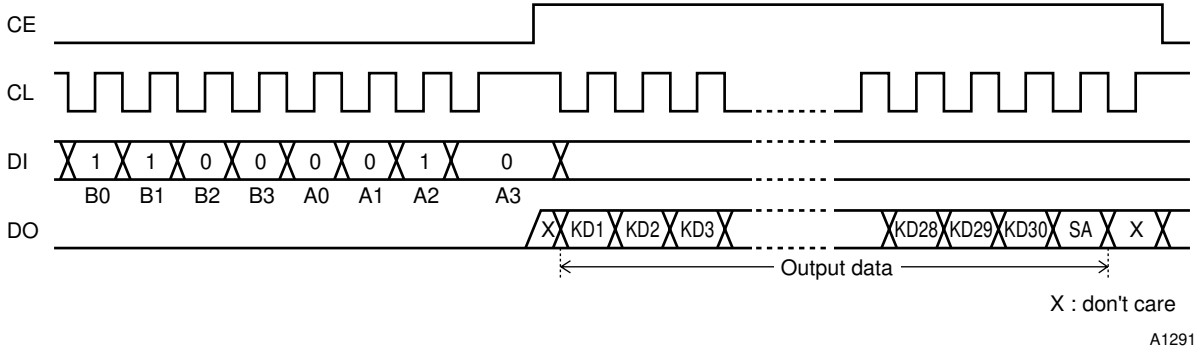 CE
CL
DI 1 1 0 0 0 0 1 0
B0 B1 B2 B3 A0 A1 A2 A3
DO X KD1 KD2 KD3 KD28 KD29 KD30 SA X
Output data
X : don't care
A1291